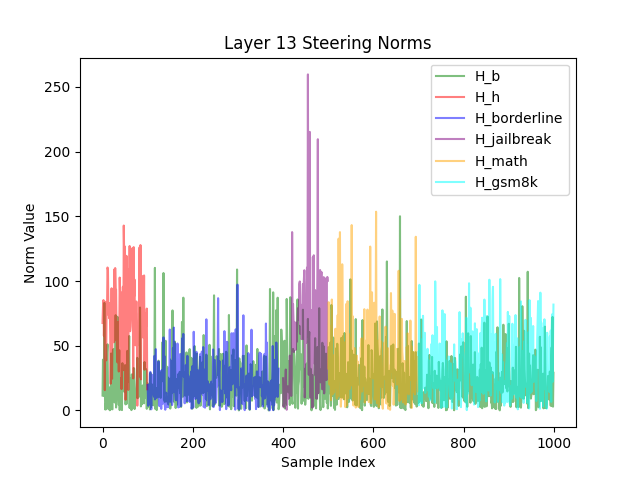 Layer 13 Steering Norms
H_b
H_h
H_borderline
H_jailbreak
H_math
H_gsm8k
Norm Value
250
200
150
100
50
0
0
200
400
600
800
1000
Sample Index